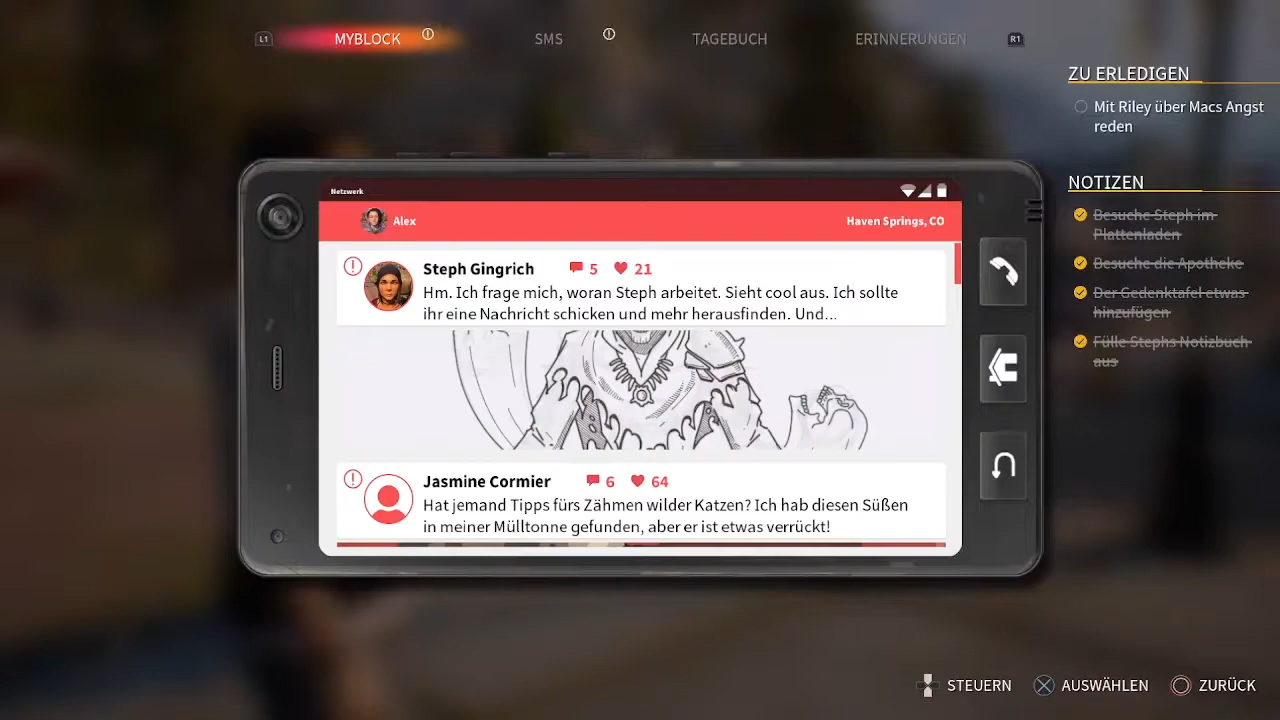 L1
MYBLOCK
SMS
TAGEBUCH
ERINNERUNGEN
R1
ZU ERLEDIGEN
Mit Riley über Macs Angst
reden
NOTIZEN
Besuche Steph im
Plattenladen
Besuche die Apotheke
Der Gedenktafel etwas
hinzufügen
Fülle Stephs Notizbuch
aus
Netzwerk
Alex
Haven Springs, CO
Steph Gingrich 5 21
Hm. Ich frage mich, woran Steph arbeitet. Sieht cool aus. Ich sollte
ihr eine Nachricht schicken und mehr herausfinden. Und...
Jasmine Cormier 6 64
Hat jemand Tipps fürs Zähmen wilder Katzen? Ich hab diesen Süßen
in meiner Mülltonne gefunden, aber er ist etwas verrückt!
STEUERN
AUSWÄHLEN
ZURÜCK